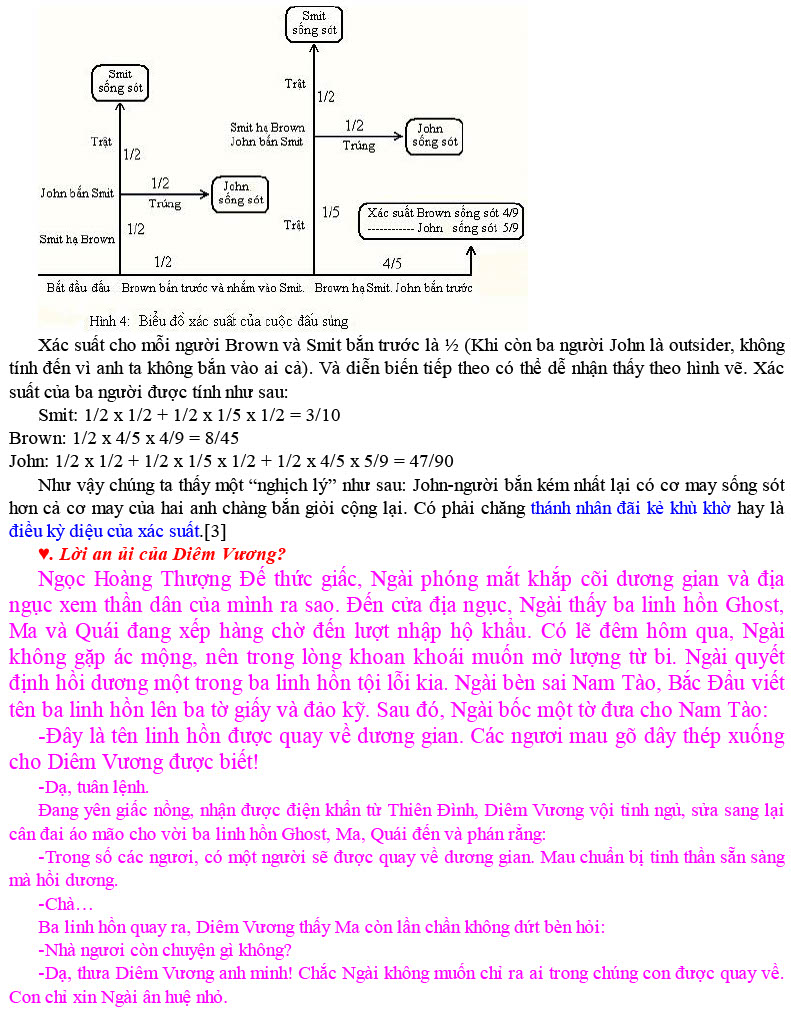 Smit
sống sót
Smit
sống sót
Trật
1/2
Smit hạ Brown
John bắn Smit
1/2
Trúng
John
sống sót
Trật
1/2
John bắn Smit
1/2
Trúng
John
sống sót
Smit hạ Brown
1/2
Trật
1/5
Xác suất Brown sống sót 4/9
------------ John sống sót 5/9
1/2
4/5
Bắt đầu đấu
Brown bắn trước và nhắm vào Smit.
Brown hạ Smit. John bắn trước
Hình 4: Biểu đồ xác suất của cuộc đấu súng
Xác suất cho mỗi người Brown và Smit bắn trước là ½ (Khi còn ba người John là outsider, không
tính đến vì anh ta không bắn vào ai cả). Và diễn biến tiếp theo có thể dễ nhận thấy theo hình vẽ. Xác
suất của ba người được tính như sau:
Smit: 1/2 x 1/2 + 1/2 x 1/5 x 1/2 = 3/10
Brown: 1/2 x 4/5 x 4/9 = 8/45
John: 1/2 x 1/2 + 1/2 x 1/5 x 1/2 + 1/2 x 4/5 x 5/9 = 47/90
Như vậy chúng ta thấy một “nghịch lý” như sau: John-người bắn kém nhất lại có cơ may sống sót
hơn cả cơ may của hai anh chàng bắn giỏi cộng lại. Có phải chăng thánh nhân đãi kẻ khù khờ hay là
điều kỳ diệu của xác suất.[3]
♥. Lời an ủi của Diêm Vương?
Ngọc Hoàng Thượng Đế thức giấc, Ngài phóng mắt khắp cõi dương gian và địa
ngục xem thần dân của mình ra sao. Đến cửa địa ngục, Ngài thấy ba linh hồn Ghost,
Ma và Quái đang xếp hàng chờ đến lượt nhập hộ khẩu. Có lẽ đêm hôm qua, Ngài
không gặp ác mộng, nên trong lòng khoan khoái muốn mở lượng từ bi. Ngài quyết
định hồi dương một trong ba linh hồn tội lỗi kia. Ngài bèn sai Nam Tào, Bắc Đẩu viết
tên ba linh hồn lên ba tờ giấy và đảo kỹ. Sau đó, Ngài bốc một tờ đưa cho Nam Tào:
-Đây là tên linh hồn được quay về dương gian. Các ngươi mau gõ dây thép xuống
cho Diêm Vương được biết!
-Dạ, tuân lệnh.
Đang yên giấc nồng, nhận được điện khẩn từ Thiên Đình, Diêm Vương vội tỉnh ngủ, sửa sang lại
cân đai áo mão cho vời ba linh hồn Ghost, Ma, Quái đến và phán rằng:
-Trong số các ngươi, có một người sẽ được quay về dương gian. Mau chuẩn bị tinh thần sẵn sàng
mà hồi dương.
-Chà…
Ba linh hồn quay ra, Diêm Vương thấy Ma còn lần chần không dứt bèn hỏi:
-Nhà ngươi còn chuyện gì không?
-Dạ, thưa Diêm Vương anh minh! Chắc Ngài không muốn chỉ ra ai trong chúng con được quay về.
Con chỉ xin Ngài ân huệ nhỏ.